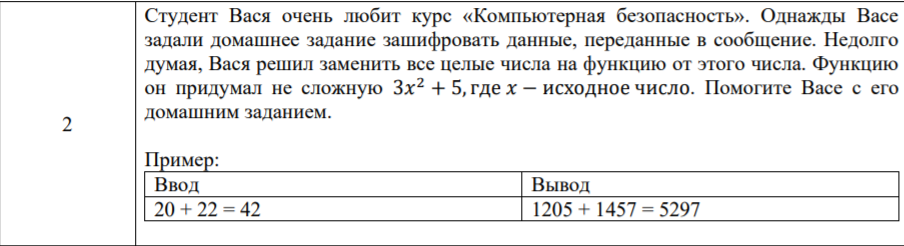 2
Студент Вася очень любит курс «Компьютерная безопасность». Однажды Васе
задали домашнее задание зашифровать данные, переданные в сообщение. Недолго
думая, Вася решил заменить все целые числа на функцию от этого числа. Функцию
он придумал не сложную 3x² + 5, где x − исходное число. Помогите Васе с его
домашним заданием.
Пример:
Ввод Вывод
20 + 22 = 42 1205 + 1457 = 5297